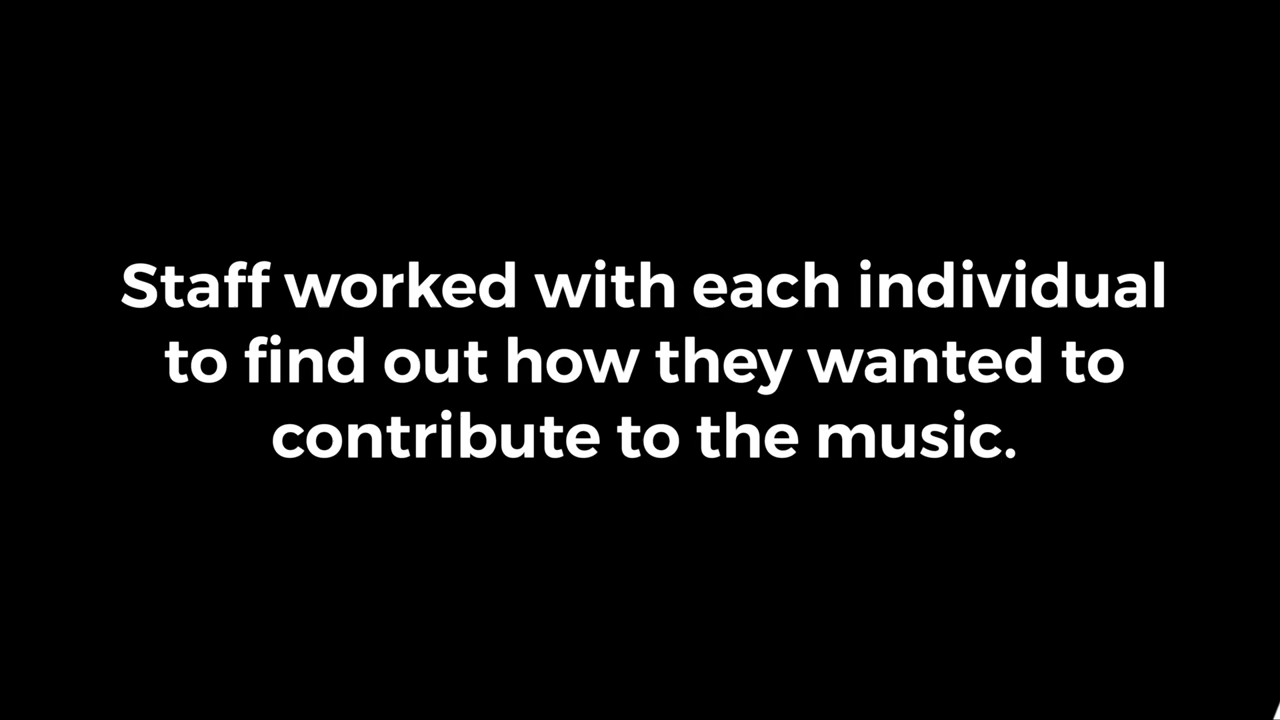 Staff worked with each individual
to find out how they wanted to
contribute to the music.